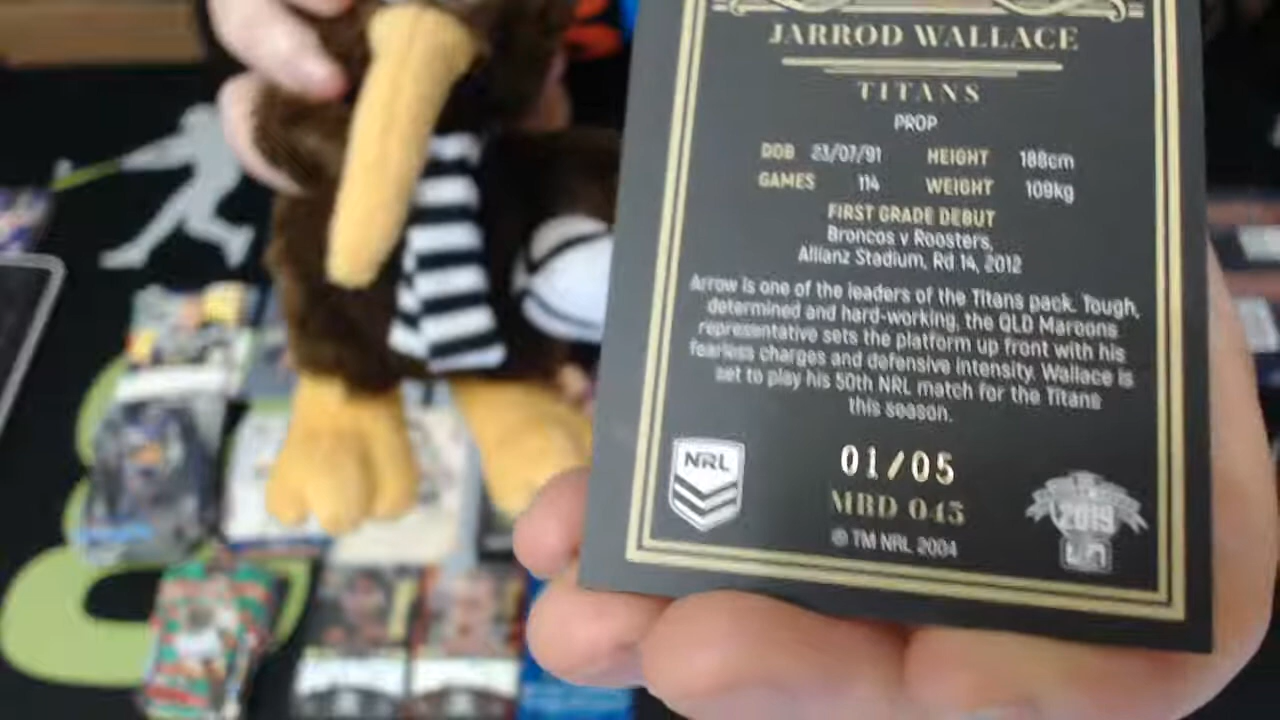 JARROD WALLACE
TITANS
PROP
DOB 23/07/91 HEIGHT 188cm
GAMES 114 WEIGHT 109kg
FIRST GRADE DEBUT
Broncos v Roosters,
Allianz Stadium, Rd 14, 2012
Arrow is one of the leaders of the Titans pack. Tough,
determined and hard-working, the QLD Maroons
representative sets the platform up front with his
fearless charges and defensive intensity. Wallace is
set to play his 50th NRL match for the Titans
this season.
NRL
01/05
MBD 045
© TM NRL 2004
2019